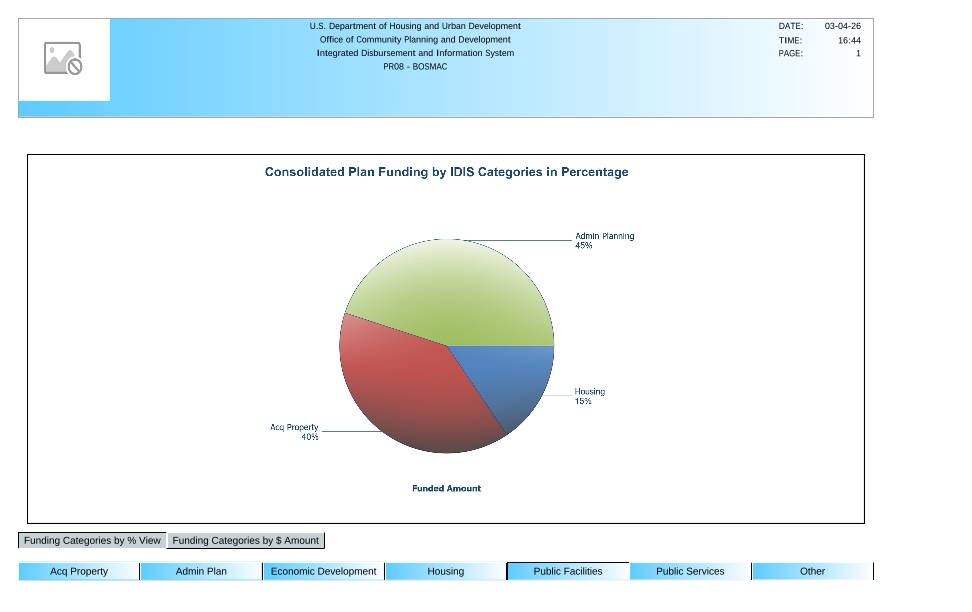 U.S. Department of Housing and Urban Development
Office of Community Planning and Development
Integrated Disbursement and Information System
PR08 - BOSMAC
DATE: 03-04-26
TIME: 16:44
PAGE: 1
Consolidated Plan Funding by IDIS Categories in Percentage
Admin Planning
45%
Housing
15%
Acq Property
40%
Funded Amount
Funding Categories by % View Funding Categories by $ Amount
Acq Property Admin Plan Economic Development Housing Public Facilities Public Services Other